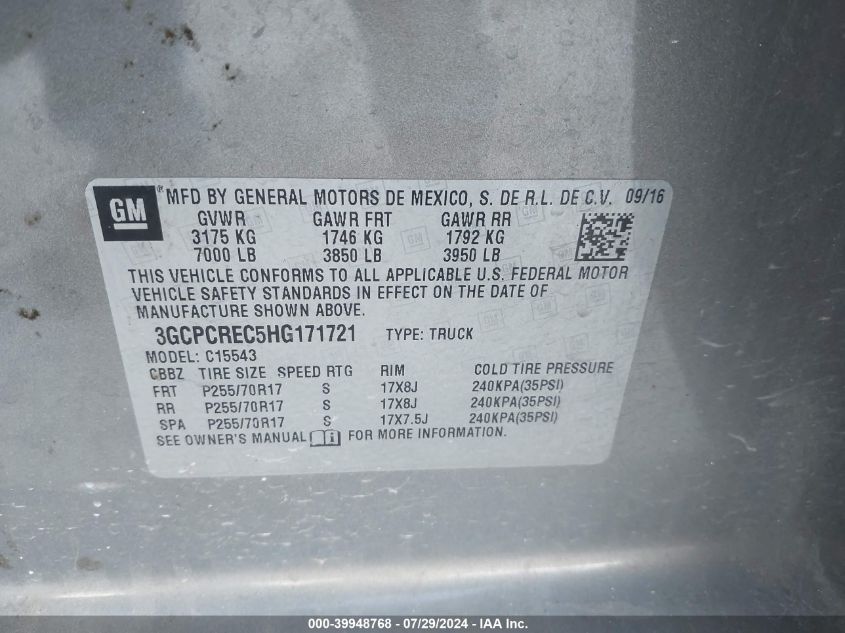 GM ® MFD BY GENERAL MOTORS DE MEXICO, S. DE R.L. DE C.V. 09/16
GVWR GAWR FRT GAWR RR
3175 KG 1746 KG 1792 KG
7000 LB 3850 LB 3950 LB
THIS VEHICLE CONFORMS TO ALL APPLICABLE U.S. FEDERAL MOTOR
VEHICLE SAFETY STANDARDS IN EFFECT ON THE DATE OF
MANUFACTURE SHOWN ABOVE.
3GCPCREC5HG171721 TYPE: TRUCK
MODEL: C15543
CBBZ TIRE SIZE SPEED RTG RIM COLD TIRE PRESSURE
FRT P255/70R17 S 17X8J 240KPA(35PSI)
RR P255/70R17 S 17X8J 240KPA(35PSI)
SPA P255/70R17 S 17X7.5J 240KPA(35PSI)
SEE OWNER'S MANUAL FOR MORE INFORMATION.
000-39948768 - 07/29/2024 - IAA Inc.